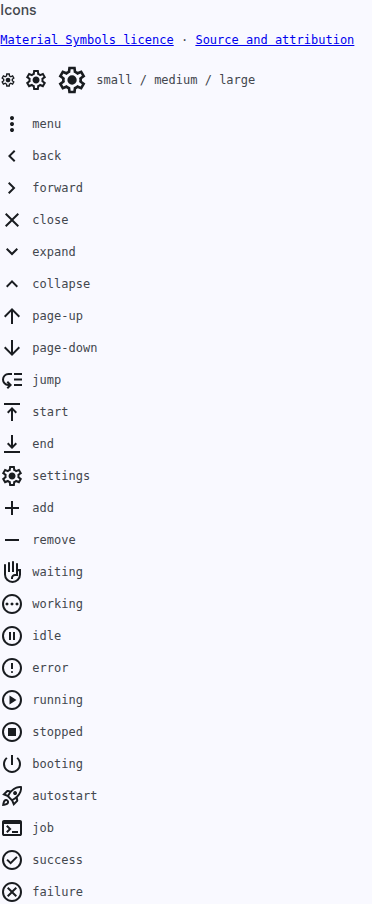 Icons
Material Symbols licence · Source and attribution
small / medium / large
menu
back
forward
close
expand
collapse
page-up
page-down
jump
start
end
settings
add
remove
waiting
working
idle
error
running
stopped
booting
autostart
job
success
failure